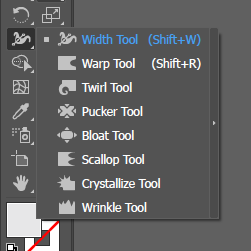 Width Tool (Shift+W)
Warp Tool (Shift+R)
Twirl Tool
Pucker Tool
Bloat Tool
Scallop Tool
Crystallize Tool
Wrinkle Tool